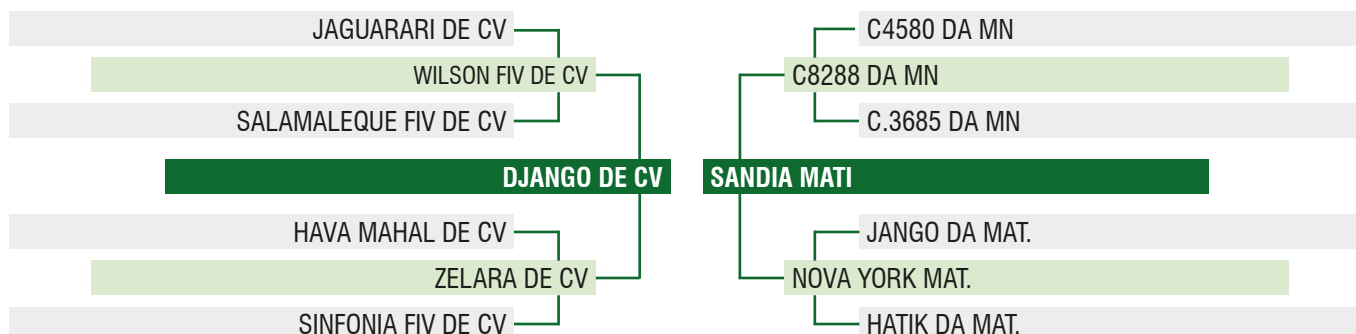 JAGUARARI DE CV
WILSON FIV DE CV
SALAMALEQUE FIV DE CV
DJANGO DE CV
HAVA MAHAL DE CV
ZELARA DE CV
SINFONIA FIV DE CV
C4580 DA MN
C8288 DA MN
C.3685 DA MN
SANDIA MATI
JANGO DA MAT.
NOVA YORK MAT.
HATIK DA MAT.